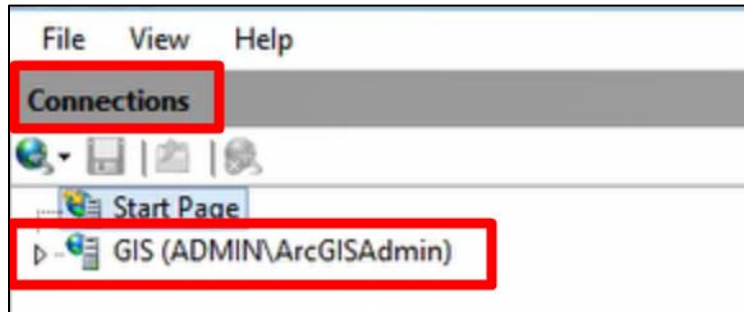 File View Help
Connections
Start Page
GIS (ADMIN\ArcGISAdmin)